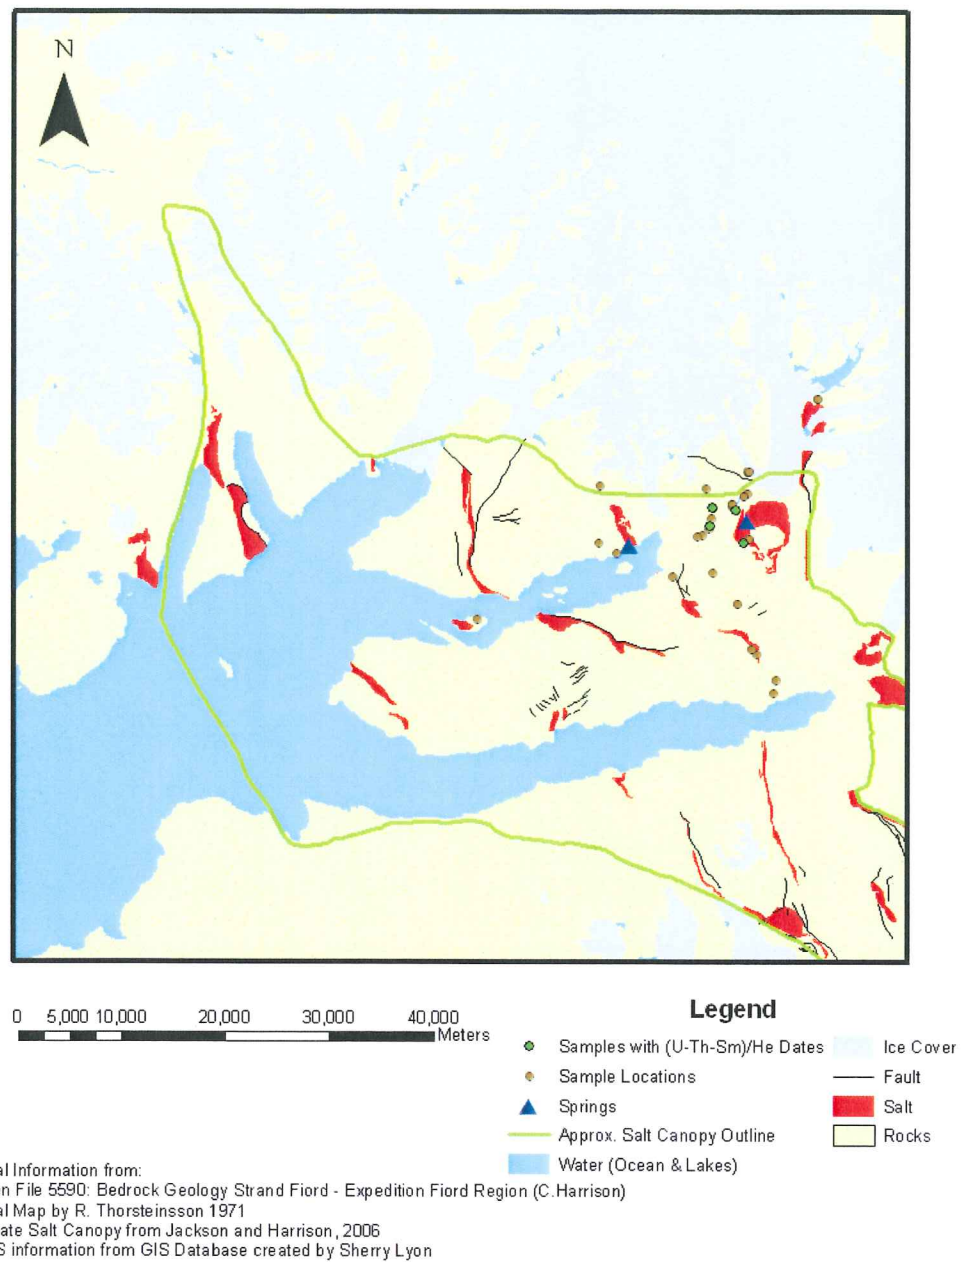 N
0 5,000 10,000 20,000 30,000 40,000
Meters
Legend
Samples with (U-Th-Sm)/He Dates
Sample Locations
Springs
Approx. Salt Canopy Outline
Water (Ocean & Lakes)
Ice Cover
Fault
Salt
Rocks
al Information from:
n File 5590: Bedrock Geology Strand Fiord - Expedition Fiord Region (C.Harrison)
al Map by R. Thorsteinsson 1971
ate Salt Canopy from Jackson and Harrison, 2006
S information from GIS Database created by Sherry Lyon